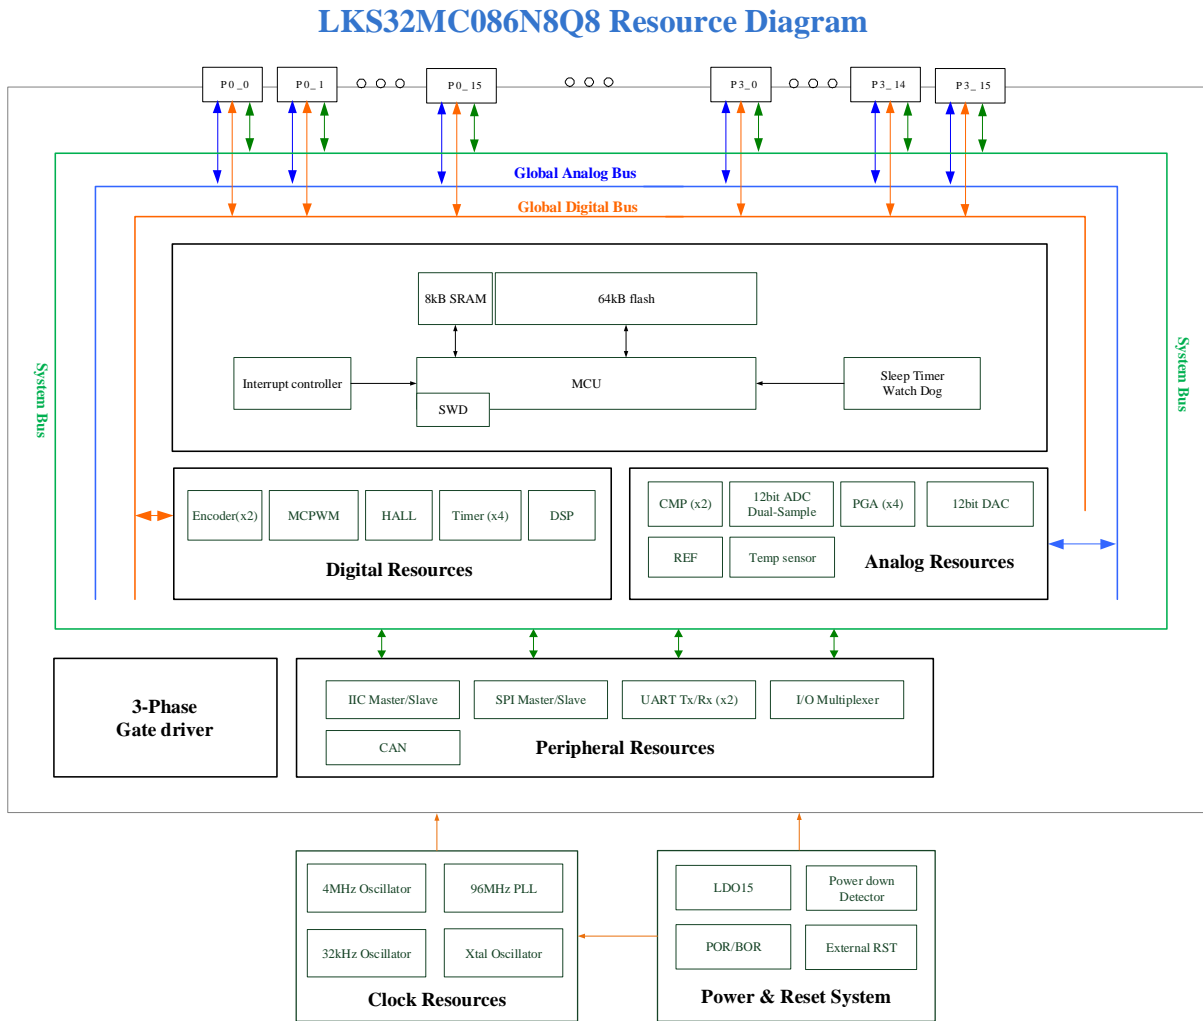 LKS32MC086N8Q8 Resource Diagram
P0_0
P0_1
P0_15
P3_0
P3_14
P3_15
Global Analog Bus
Global Digital Bus
System Bus
System Bus
8kB SRAM
64kB flash
Interrupt controller
MCU
SWD
Sleep Timer
Watch Dog
Encoder(x2)
MCPWM
HALL
Timer (x4)
DSP
Digital Resources
CMP (x2)
12bit ADC
Dual-Sample
PGA (x4)
12bit DAC
REF
Temp sensor
Analog Resources
3-Phase
Gate driver
IIC Master/Slave
SPI Master/Slave
UART Tx/Rx (x2)
I/O Multiplexer
CAN
Peripheral Resources
4MHz Oscillator
96MHz PLL
32kHz Oscillator
Xtal Oscillator
Clock Resources
LDO15
Power down
Detector
POR/BOR
External RST
Power & Reset System